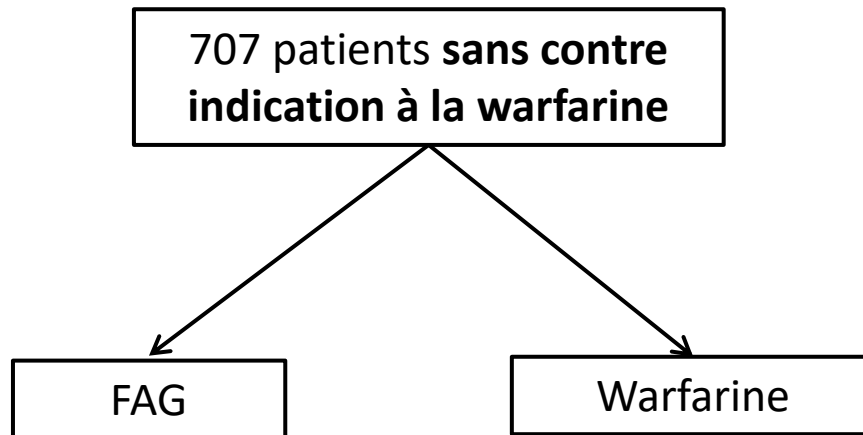 707 patients sans contre
indication à la warfarine
FAG
Warfarine